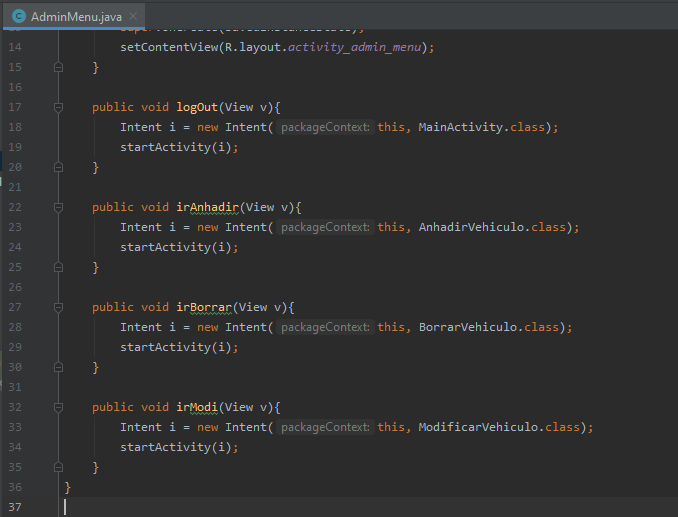 AdminMenu.java
14 setContentView(R.layout.activity_admin_menu);
15 }
16
17 public void logOut(View v){
18 Intent i = new Intent( packageContext: this, MainActivity.class);
19 startActivity(i);
20 }
21
22 public void irAnhadir(View v){
23 Intent i = new Intent( packageContext: this, AnhadirVehiculo.class);
24 startActivity(i);
25 }
26
27 public void irBorrar(View v){
28 Intent i = new Intent( packageContext: this, BorrarVehiculo.class);
29 startActivity(i);
30 }
31
32 public void irModi(View v){
33 Intent i = new Intent( packageContext: this, ModificarVehiculo.class);
34 startActivity(i);
35 }
36 }
37